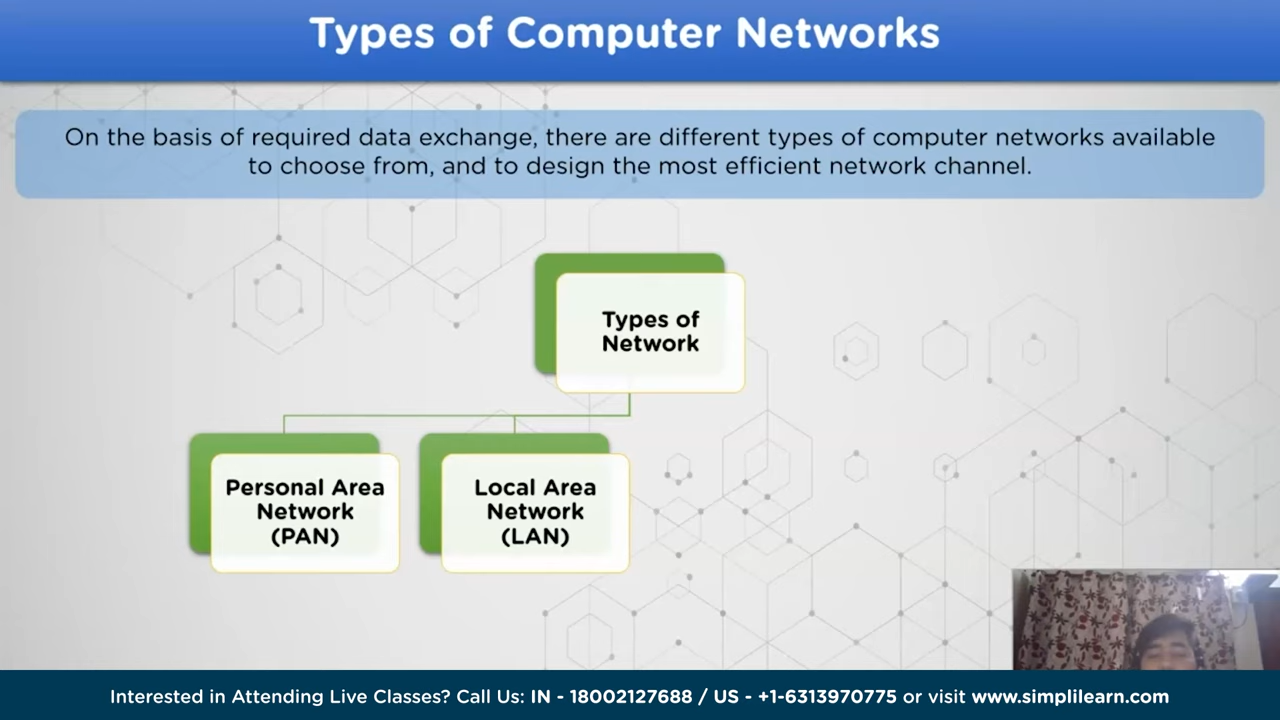 Types of Computer Networks
On the basis of required data exchange, there are different types of computer networks available
to choose from, and to design the most efficient network channel.
Types of
Network
Personal Area
Network
(PAN)
Local Area
Network
(LAN)
Interested in Attending Live Classes? Call Us: IN - 18002127688 / US - +1-6313970775 or visit www.simplilearn.com